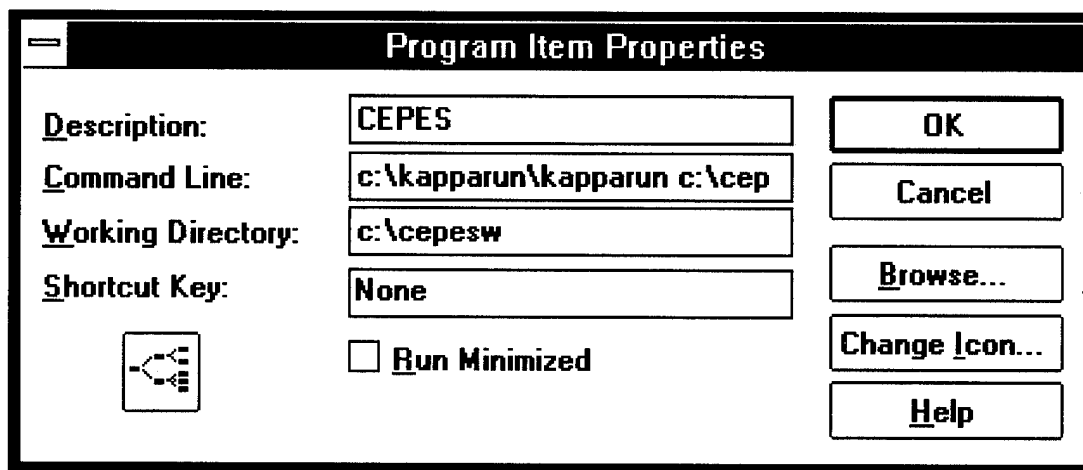 Program Item Properties
Description: CEPES OK
Command Line: c:\kapparun\kapparun c:\cep Cancel
Working Directory: c:\cepesw
Shortcut Key: None Browse...
Run Minimized Change Icon...
Help